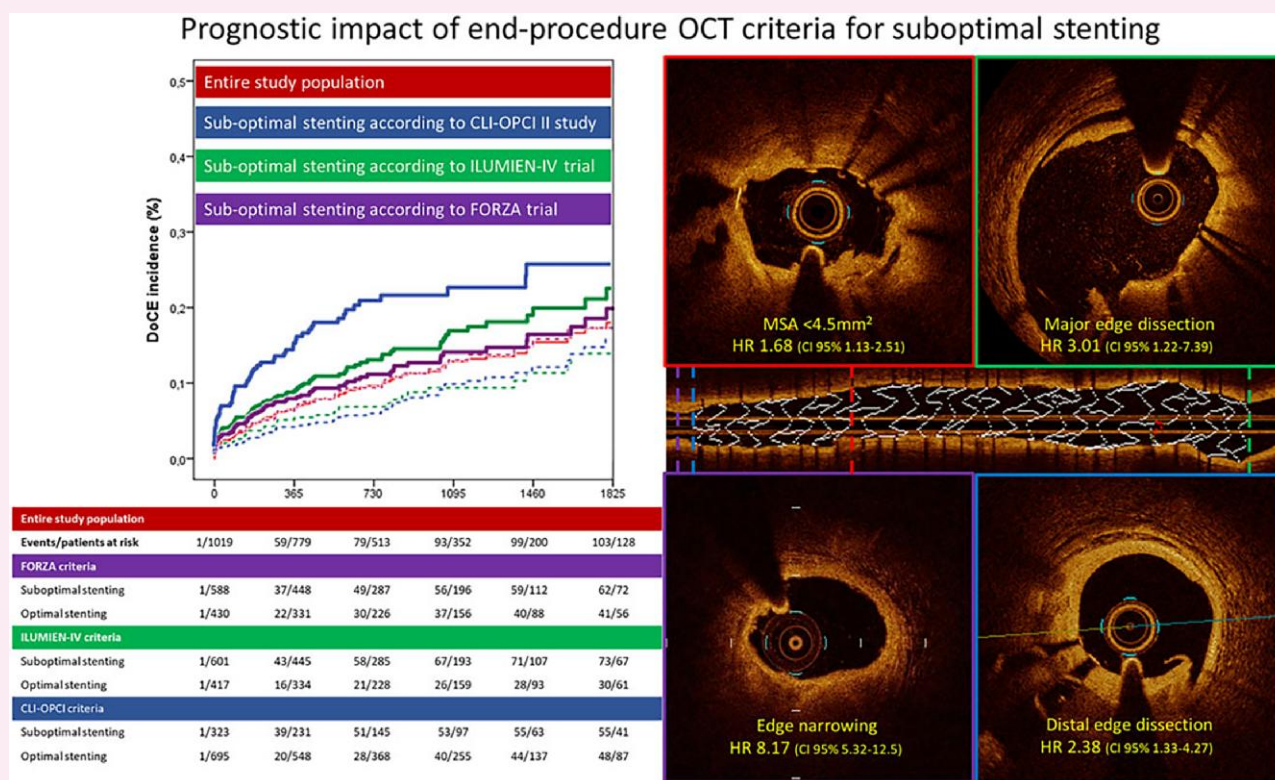 Prognostic impact of end-procedure OCT criteria for suboptimal stenting
0,5
0,4
0,3
0,2
0,1
0,0
DoCE incidence (%)
Entire study population
Sub-optimal stenting according to CLI-OPCI II study
Sub-optimal stenting according to ILUMIEN-IV trial
Sub-optimal stenting according to FORZA trial
0 365 730 1095 1460 1825
Entire study population
Events/patients at risk 1/1019 59/779 79/513 93/352 99/200 103/128
FORZA criteria
Suboptimal stenting 1/588 37/448 49/287 56/196 59/112 62/72
Optimal stenting 1/430 22/331 30/226 37/156 40/88 41/56
ILUMIEN-IV criteria
Suboptimal stenting 1/601 43/445 58/285 67/193 71/107 73/67
Optimal stenting 1/417 16/334 21/228 26/159 28/93 30/61
CLI-OPCI criteria
Suboptimal stenting 1/323 39/231 51/145 53/97 55/63 55/41
Optimal stenting 1/695 20/548 28/368 40/255 44/137 48/87
MSA <4.5mm²
HR 1.68 (CI 95% 1.13-2.51)
Major edge dissection
HR 3.01 (CI 95% 1.22-7.39)
Edge narrowing
HR 8.17 (CI 95% 5.32-12.5)
Distal edge dissection
HR 2.38 (CI 95% 1.33-4.27)